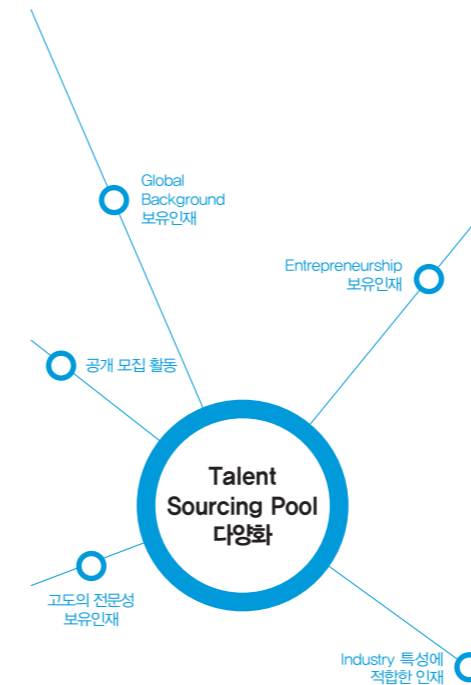 Global
Background
보유인재
Entrepreneurship
보유인재
공개 모집 활동
Talent
Sourcing Pool
다양화
고도의 전문성
보유인재
Industry 특성에
적합한 인재